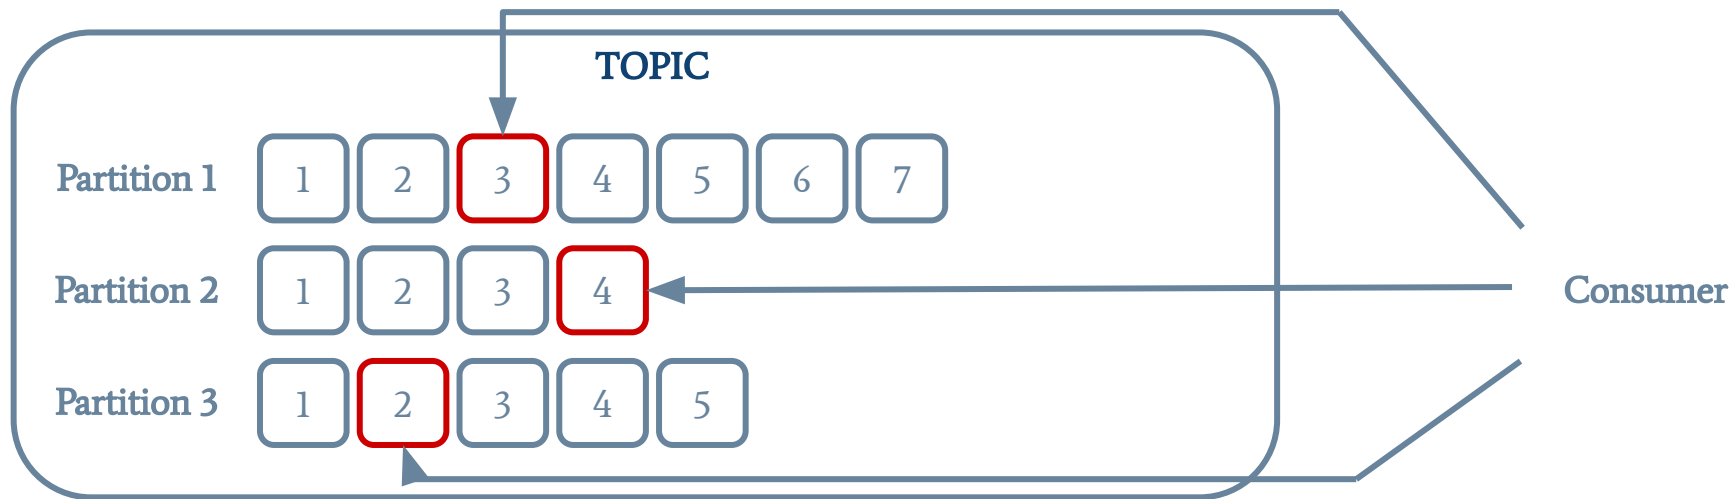 TOPIC
Partition 1 1 2 3 4 5 6 7
Partition 2 1 2 3 4
Consumer
Partition 3 1 2 3 4 5